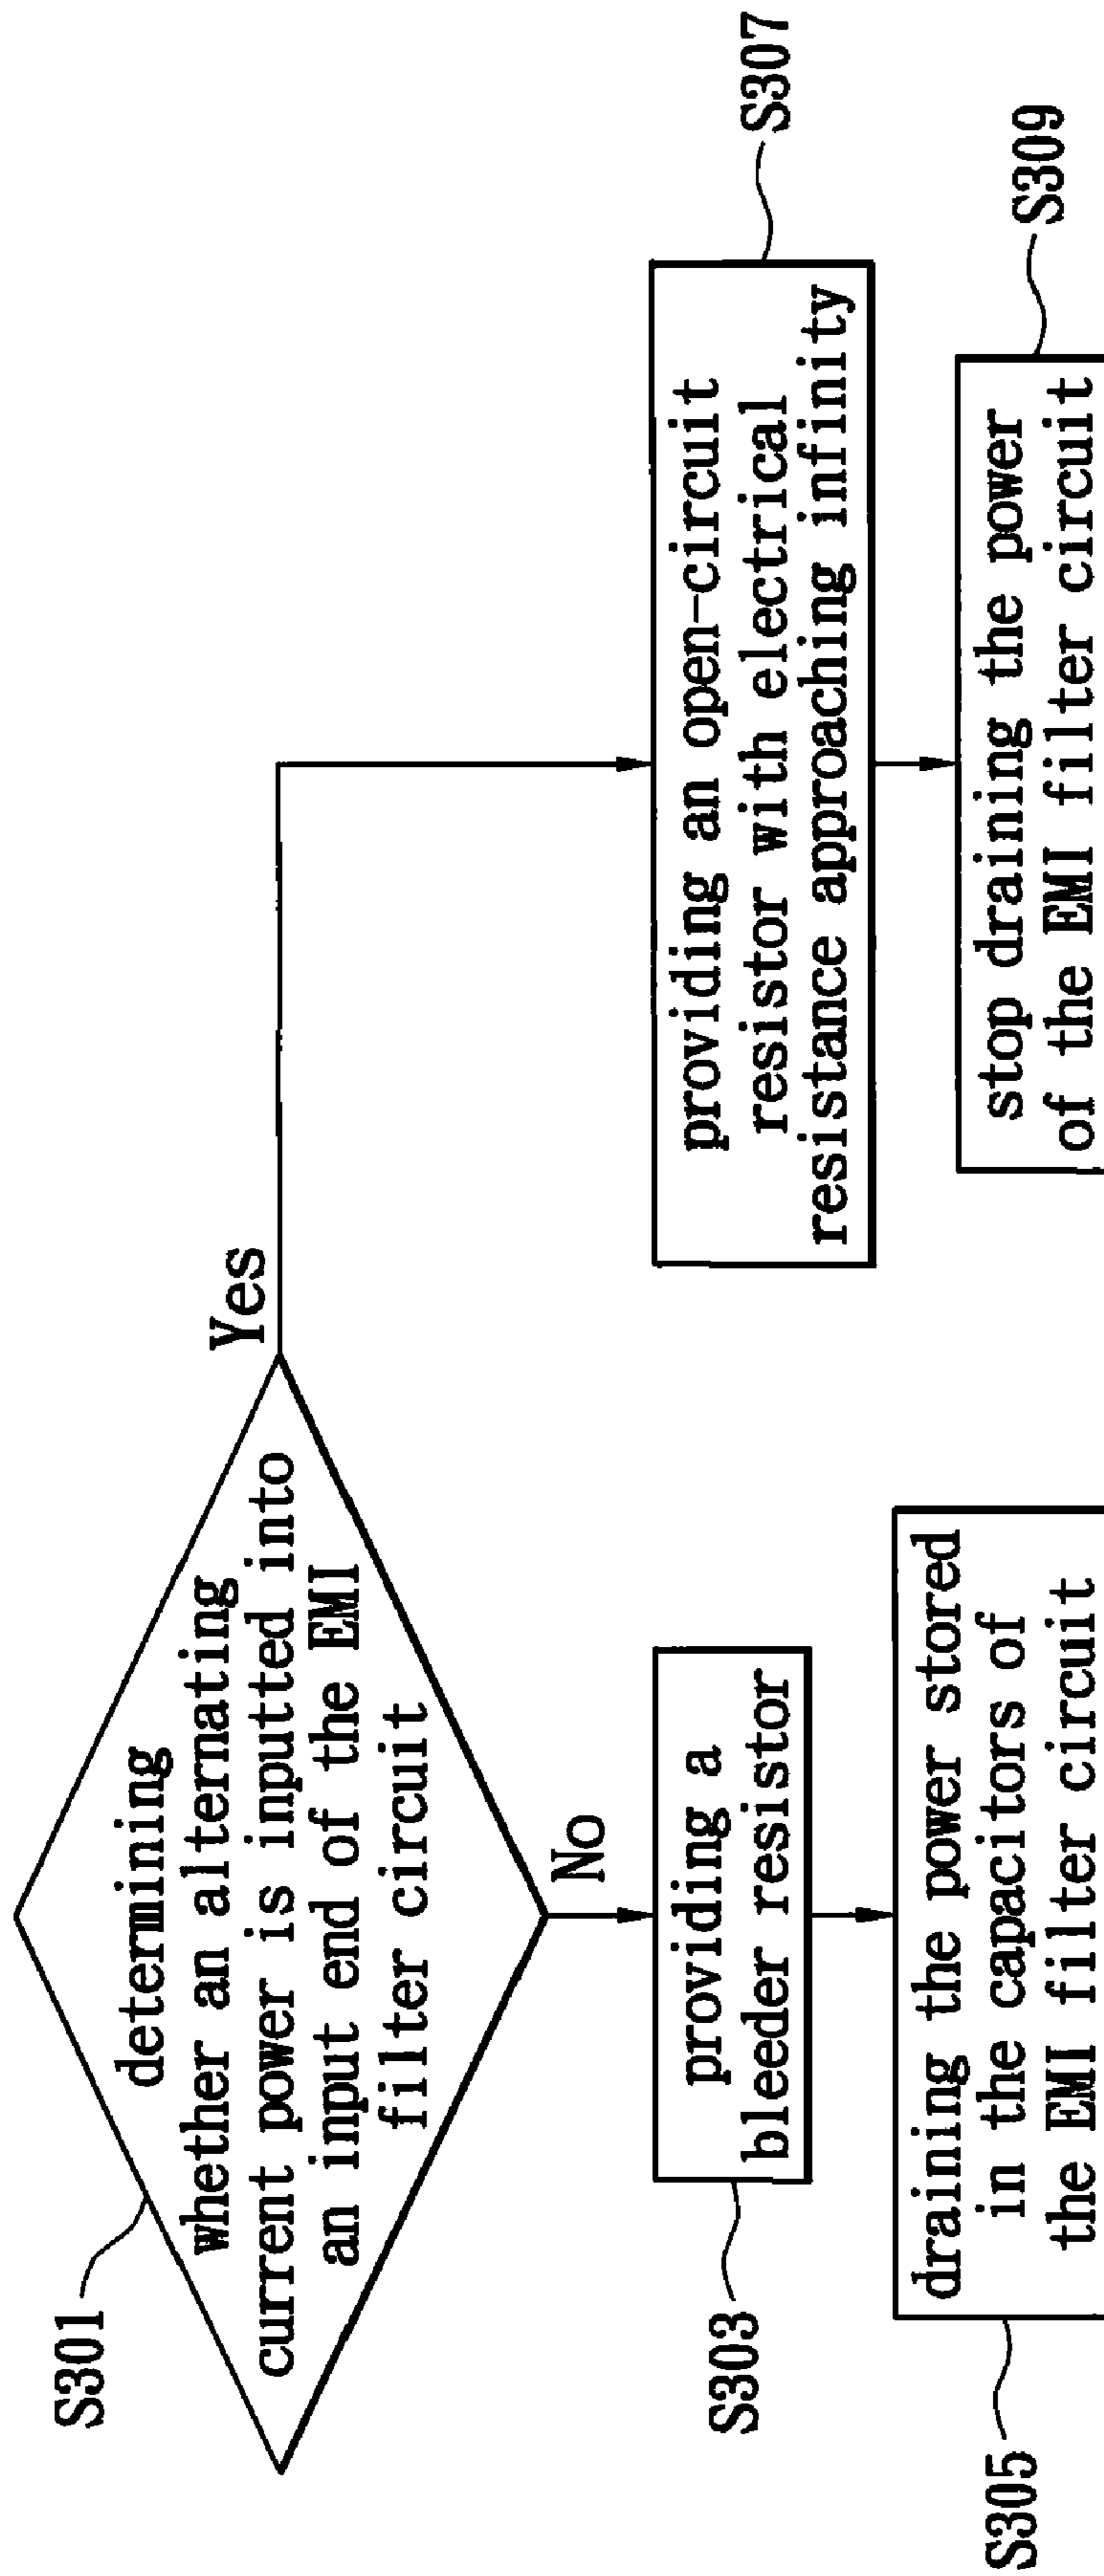 S301
determining
whether an alternating
current power is inputted into
an input end of the EMI
filter circuit
Yes
No
S303
providing a
bleeder resistor
S305
draining the power stored
in the capacitors of
the EMI filter circuit
providing an open-circuit
resistor with electrical
resistance approaching infinity
S307
stop draining the power
of the EMI filter circuit
S309